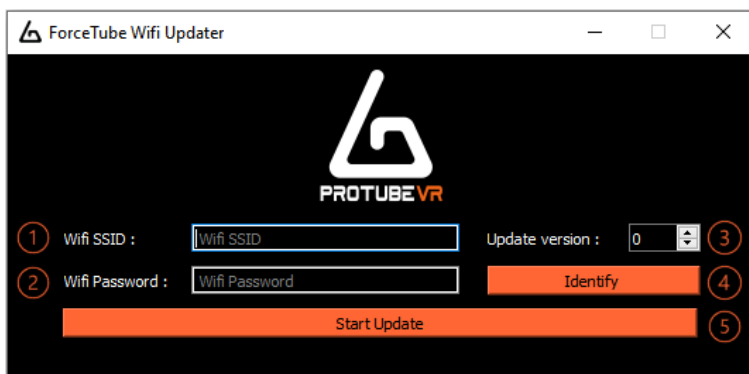 ForceTube Wifi Updater
PROTUBEVR
1 Wifi SSID : Wifi SSID Update version : 0 3
2 Wifi Password : Wifi Password Identify 4
Start Update 5